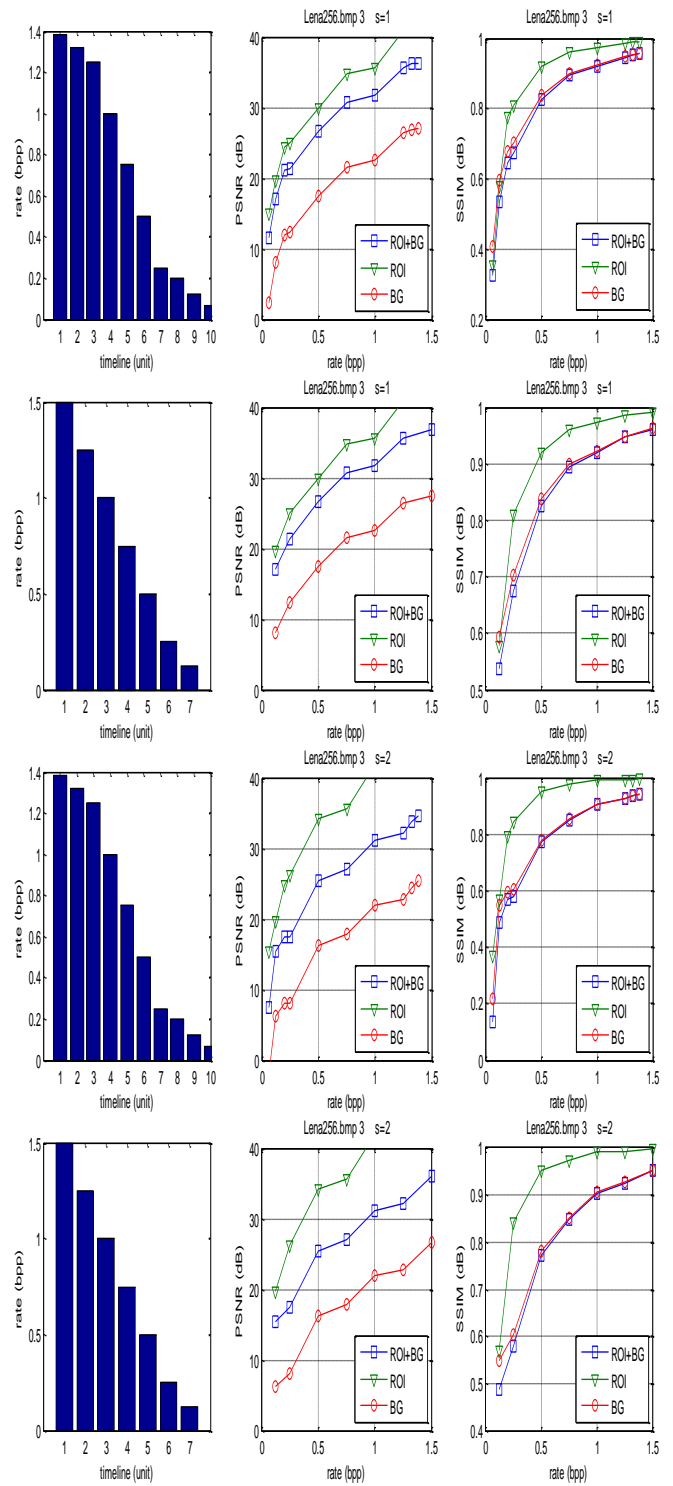 Lena256.bmp 3 s=1
Lena256.bmp 3 s=1
1.4
1.2
1
0.8
0.6
0.4
0.2
0
rate (bpp)
1 2 3 4 5 6 7 8 9 10
timeline (unit)
40
30
20
10
0
PSNR (dB)
ROI+BG
ROI
BG
0 0.5 1 1.5
rate (bpp)
1
0.8
0.6
0.4
0.2
SSIM (dB)
ROI+BG
ROI
BG
0 0.5 1 1.5
rate (bpp)
Lena256.bmp 3 s=1
Lena256.bmp 3 s=1
1.5
1
0.5
0
rate (bpp)
1 2 3 4 5 6 7
timeline (unit)
40
30
20
10
0
PSNR (dB)
ROI+BG
ROI
BG
0 0.5 1 1.5
rate (bpp)
1
0.9
0.8
0.7
0.6
0.5
SSIM (dB)
ROI+BG
ROI
BG
0 0.5 1 1.5
rate (bpp)
Lena256.bmp 3 s=2
Lena256.bmp 3 s=2
1.4
1.2
1
0.8
0.6
0.4
0.2
0
rate (bpp)
1 2 3 4 5 6 7 8 9 10
timeline (unit)
40
30
20
10
0
PSNR (dB)
ROI+BG
ROI
BG
0 0.5 1 1.5
rate (bpp)
1
0.8
0.6
0.4
0.2
0
SSIM (dB)
ROI+BG
ROI
BG
0 0.5 1 1.5
rate (bpp)
Lena256.bmp 3 s=2
Lena256.bmp 3 s=2
1.5
1
0.5
0
rate (bpp)
1 2 3 4 5 6 7
timeline (unit)
40
30
20
10
0
PSNR (dB)
ROI+BG
ROI
BG
0 0.5 1 1.5
rate (bpp)
1
0.9
0.8
0.7
0.6
0.5
0.4
SSIM (dB)
ROI+BG
ROI
BG
0 0.5 1 1.5
rate (bpp)